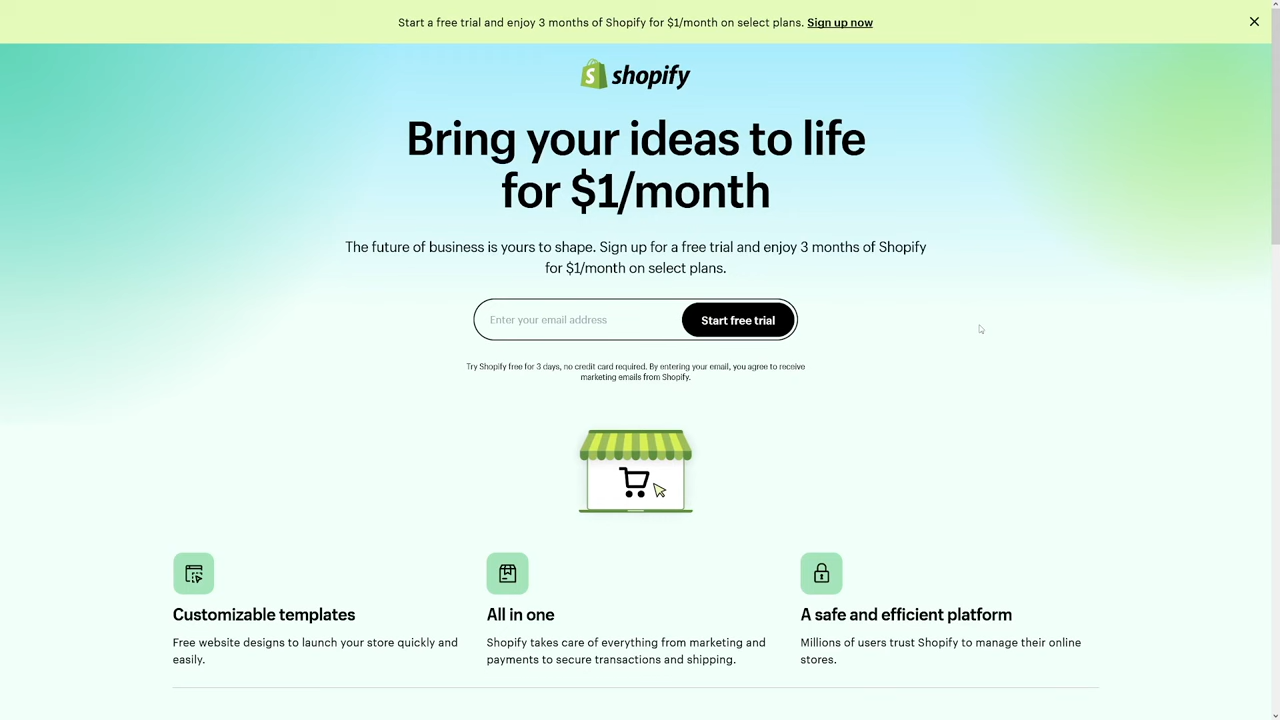 Start a free trial and enjoy 3 months of Shopify for $1/month on select plans. Sign up now
shopify
Bring your ideas to life
for $1/month
The future of business is yours to shape. Sign up for a free trial and enjoy 3 months of Shopify
for $1/month on select plans.
Enter your email address
Start free trial
Try Shopify free for 3 days, no credit card required. By entering your email, you agree to receive
marketing emails from Shopify.
Customizable templates
Free website designs to launch your store quickly and
easily.
All in one
Shopify takes care of everything from marketing and
payments to secure transactions and shipping.
A safe and efficient platform
Millions of users trust Shopify to manage their online
stores.